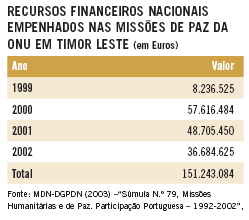 RECURSOS FINANCEIROS NACIONAIS
EMPENHADOS NAS MISSÕES DE PAZ DA
ONU EM TIMOR LESTE (em Euros)
Ano Valor
1999 8.236.525
2000 57.616.484
2001 48.705.450
2002 36.684.625
Total 151.243.084
Fonte: MDN-DGPDN (2003) –"Súmula N.º 79, Missões
Humanitárias e de Paz. Participação Portuguesa – 1992-2002",